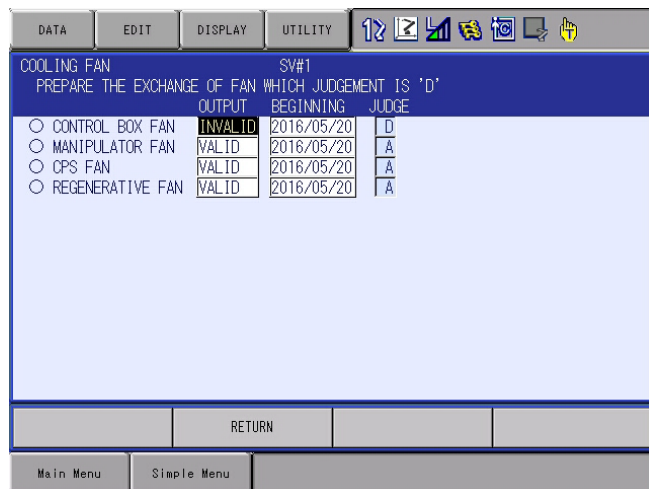 DATA EDIT DISPLAY UTILITY
COOLING FAN SV#1
PREPARE THE EXCHANGE OF FAN WHICH JUDGEMENT IS 'D'
OUTPUT BEGINNING JUDGE
CONTROL BOX FAN INVALID 2016/05/20 D
MANIPULATOR FAN VALID 2016/05/20 A
CPS FAN VALID 2016/05/20 A
REGENERATIVE FAN VALID 2016/05/20 A
RETURN
Main Menu Simple Menu